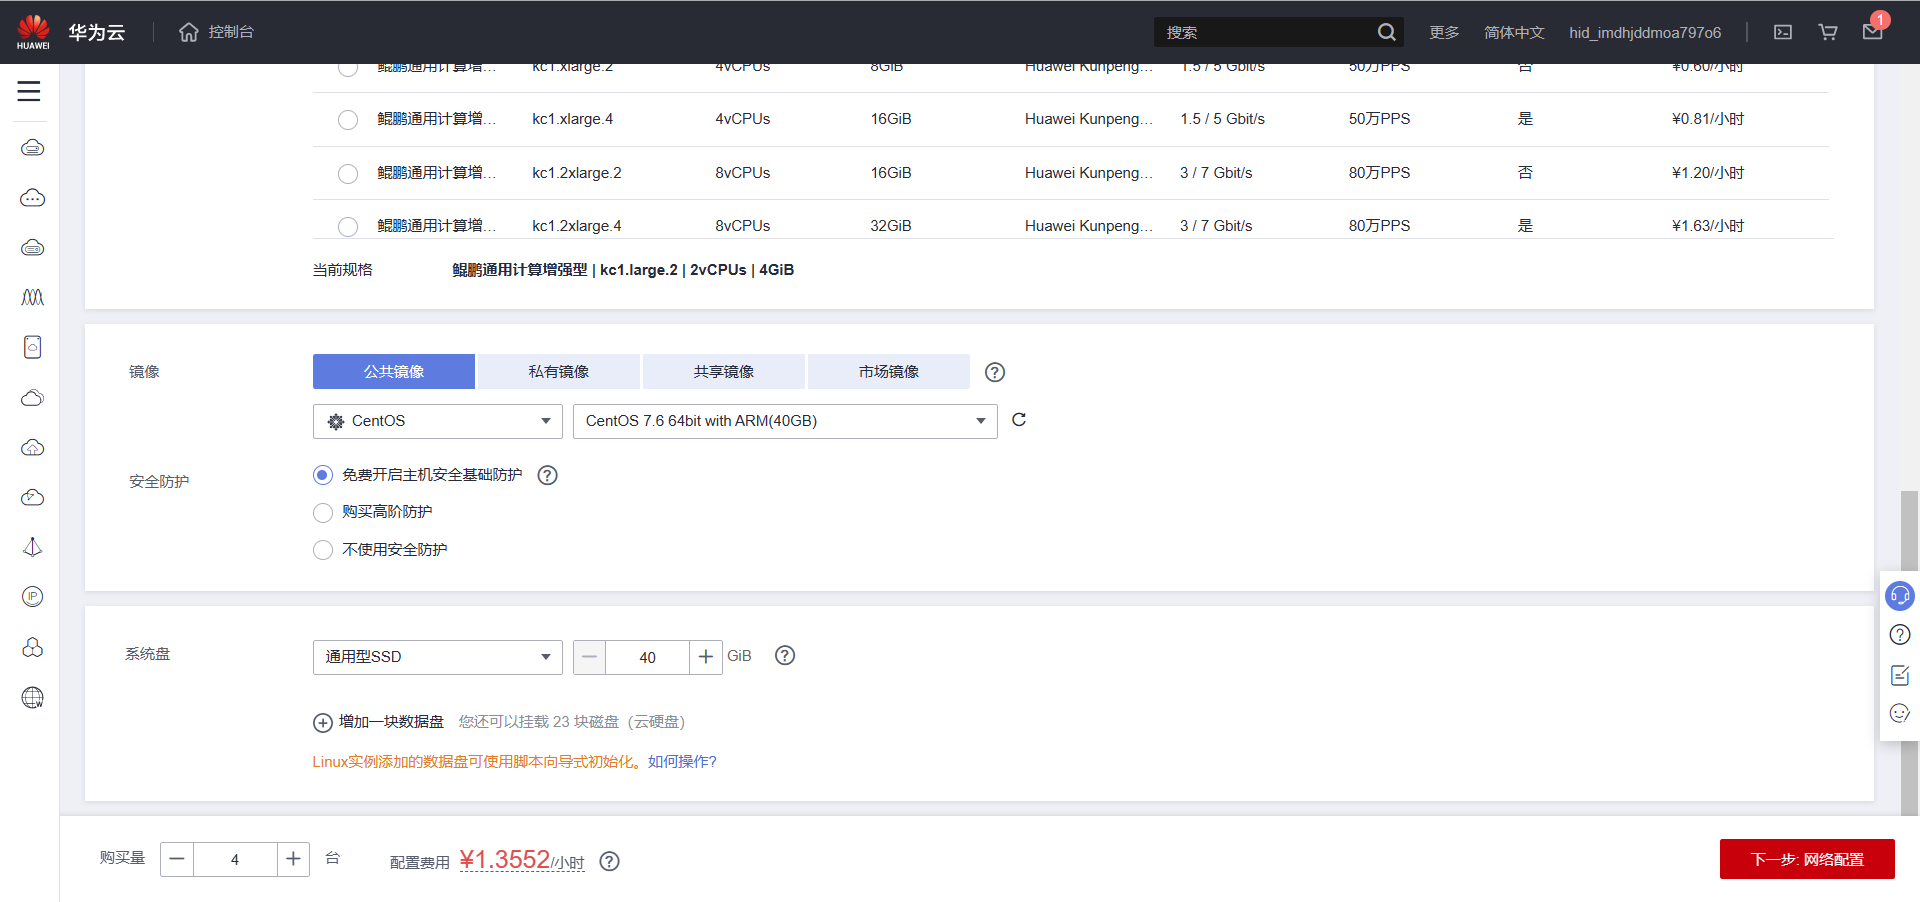 HUAWEI 华为云 控制台 搜索 更多 简体中文 hid_imdhjddmoa797o6 1
鲲鹏通用计算增... kc1.xlarge.2 4vCPUs 8GiB Huawei Kunpeng... 1.5 / 5 Gbit/s 50万PPS 否 ¥0.60/小时
鲲鹏通用计算增... kc1.xlarge.4 4vCPUs 16GiB Huawei Kunpeng... 1.5 / 5 Gbit/s 50万PPS 是 ¥0.81/小时
鲲鹏通用计算增... kc1.2xlarge.2 8vCPUs 16GiB Huawei Kunpeng... 3 / 7 Gbit/s 80万PPS 否 ¥1.20/小时
鲲鹏通用计算增... kc1.2xlarge.4 8vCPUs 32GiB Huawei Kunpeng... 3 / 7 Gbit/s 80万PPS 是 ¥1.63/小时
当前规格 鲲鹏通用计算增强型 | kc1.large.2 | 2vCPUs | 4GiB
镜像 公共镜像 私有镜像 共享镜像 市场镜像
CentOS CentOS 7.6 64bit with ARM(40GB)
安全防护 免费开启主机安全基础防护
购买高阶防护
不使用安全防护
IP
系统盘 通用型SSD 40 GiB
W
增加一块数据盘 您还可以挂载 23 块磁盘（云硬盘）
Linux实例添加的数据盘可使用脚本向导式初始化。如何操作?
购买量 4 台 配置费用 ¥1.3552/小时 下一步: 网络配置